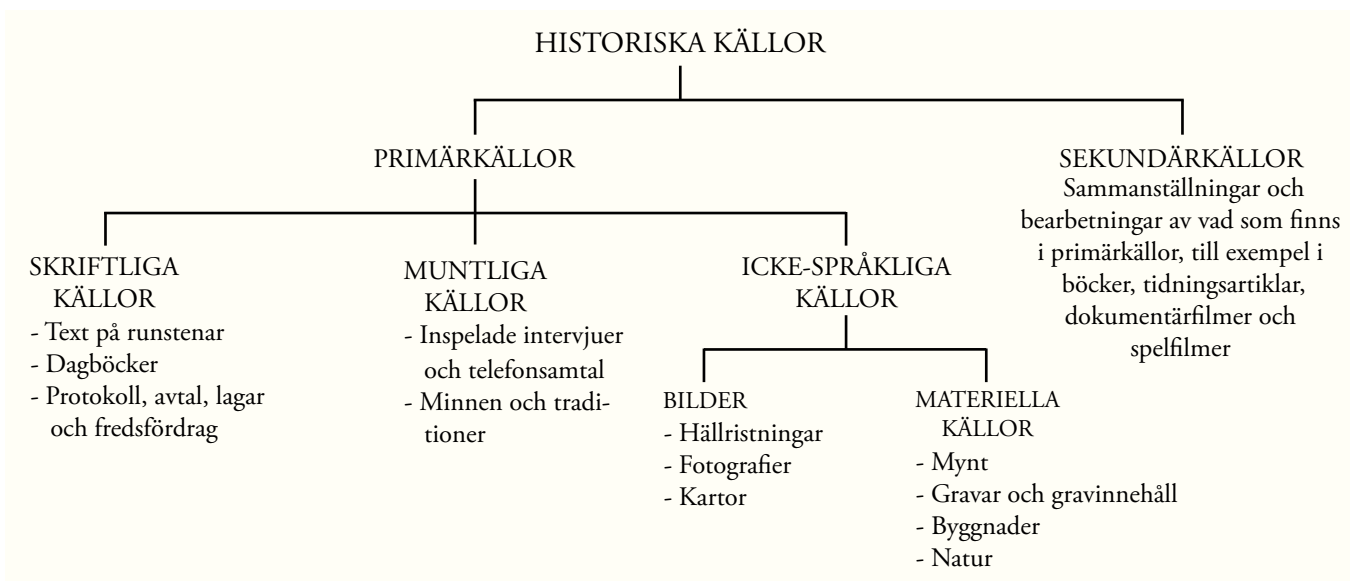 HISTORISKA KÄLLOR
PRIMÄRKÄLLOR
SKRIFTLIGA
KÄLLOR
- Text på runstenar
- Dagböcker
- Protokoll, avtal, lagar
och fredsfördrag
MUNTLIGA
KÄLLOR
- Inspelade intervjuer
och telefonsamtal
- Minnen och tradi-
tioner
ICKE-SPRÅKLIGA
KÄLLOR
BILDER
- Hällristningar
- Fotografier
- Kartor
MATERIELLA
KÄLLOR
- Mynt
- Gravar och gravinnehåll
- Byggnader
- Natur
SEKUNDÄRKÄLLOR
Sammanställningar och
bearbetningar av vad som finns
i primärkällor, till exempel i
böcker, tidningsartiklar,
dokumentärfilmer och
spelfilmer